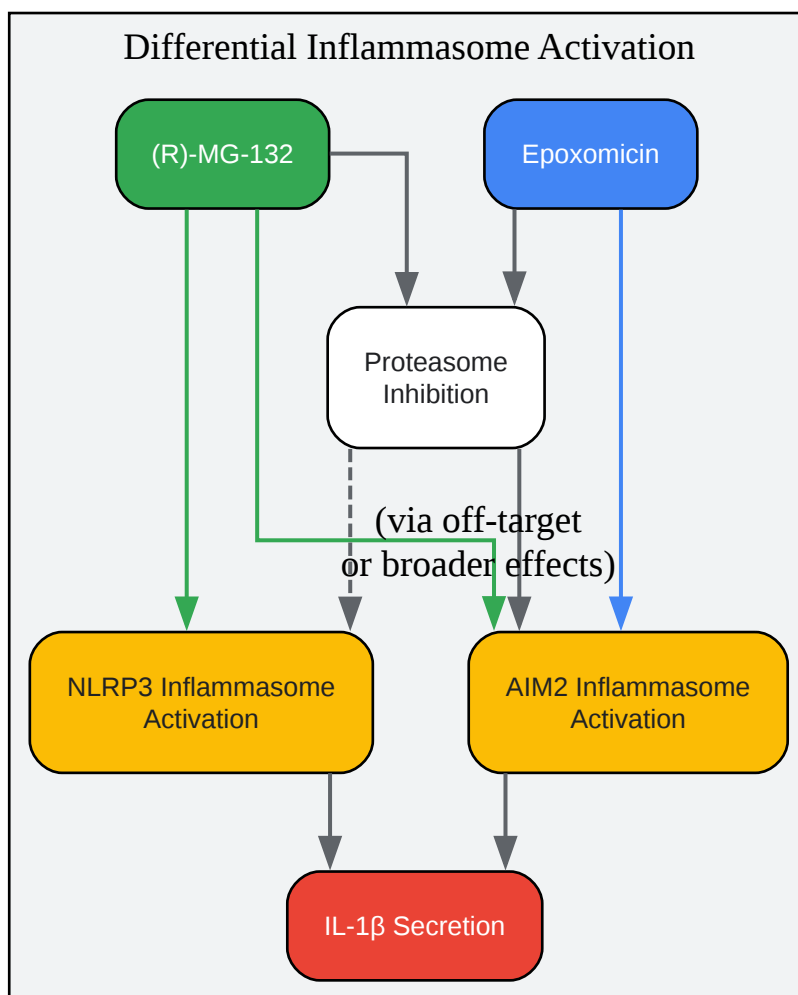 Differential Inflammasome Activation
(R)-MG-132
Epoxomicin
Proteasome
Inhibition
(via off-target
or broader effects)
NLRP3 Inflammasome
Activation
AIM2 Inflammasome
Activation
IL-1β Secretion